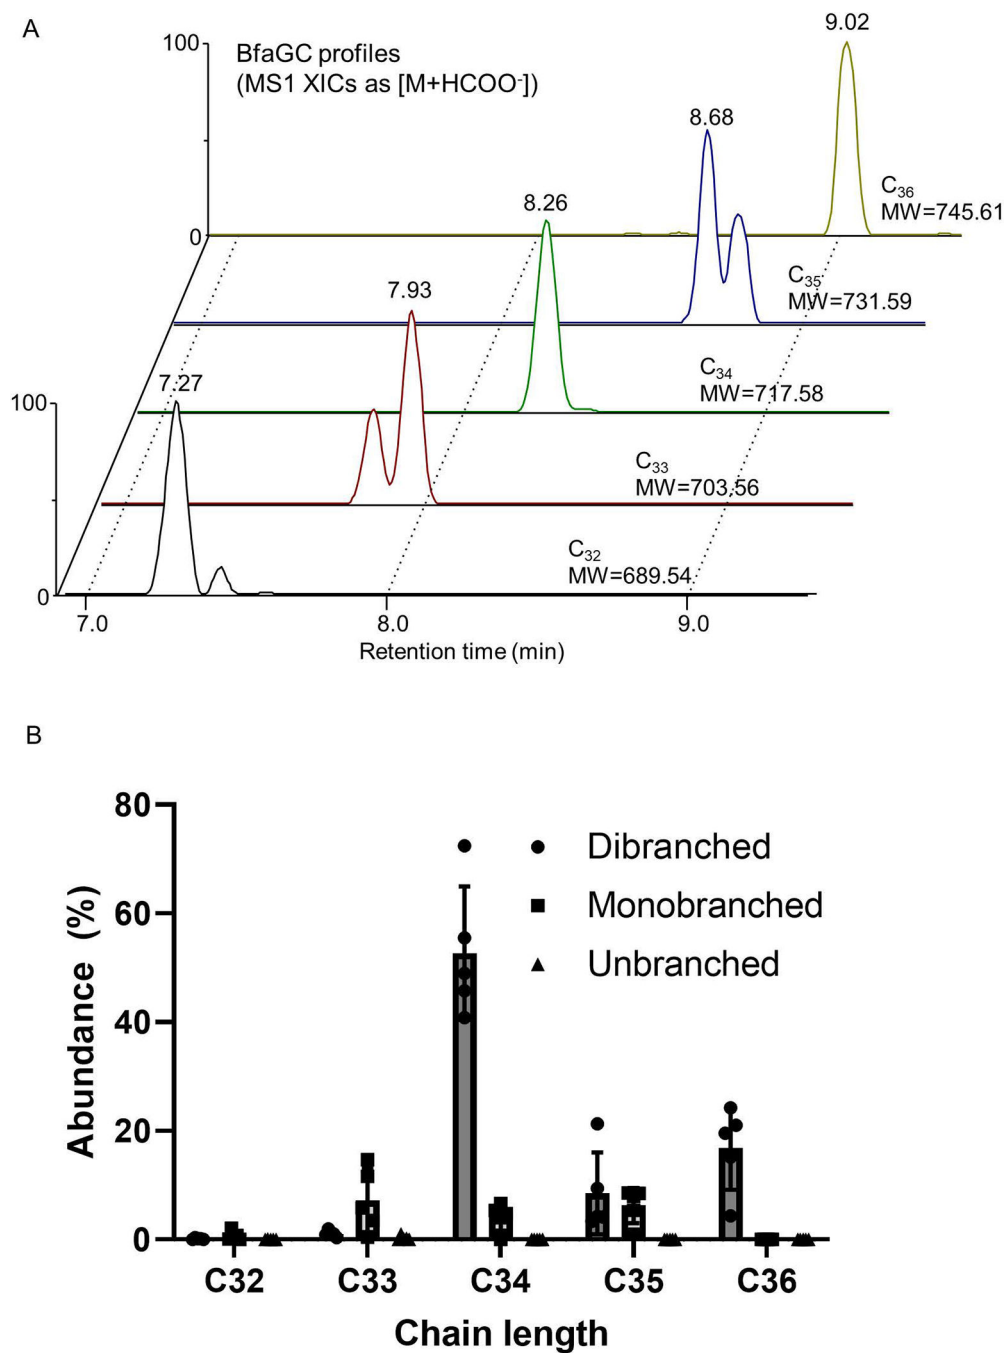 A
100
BfaGC profiles
(MS1 XICs as [M+HCOO-])
9.02
8.68
C36
MW=745.61
8.26
0
7.93
C35
MW=731.59
7.27
C34
MW=717.58
100
C33
MW=703.56
C32
MW=689.54
0
7.0 8.0 9.0
Retention time (min)
B
80
60
40
20
0
Abundance (%)
Dibranched
Monobranched
Unbranched
C32 C33 C34 C35 C36
Chain length